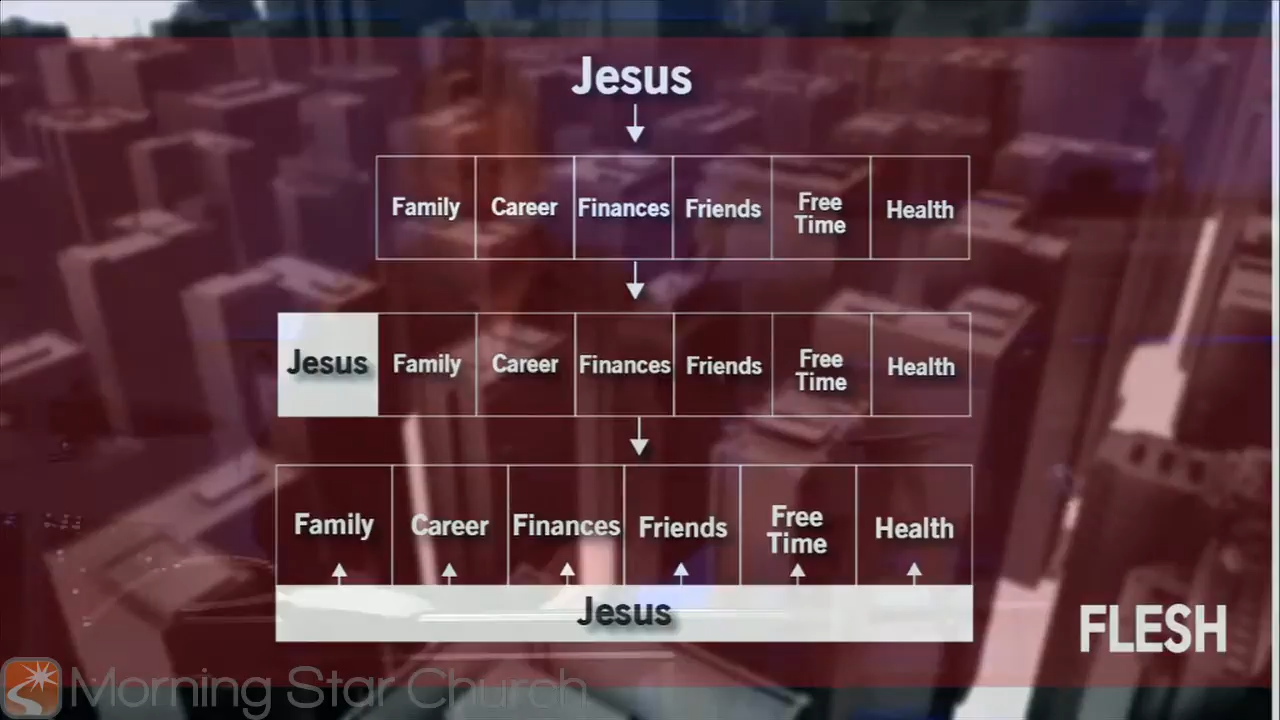 Jesus
Family Career Finances Friends Free Time Health
Jesus Family Career Finances Friends Free Time Health
Family Career Finances Friends Free Time Health
Jesus
FLESH
Morning Star Church